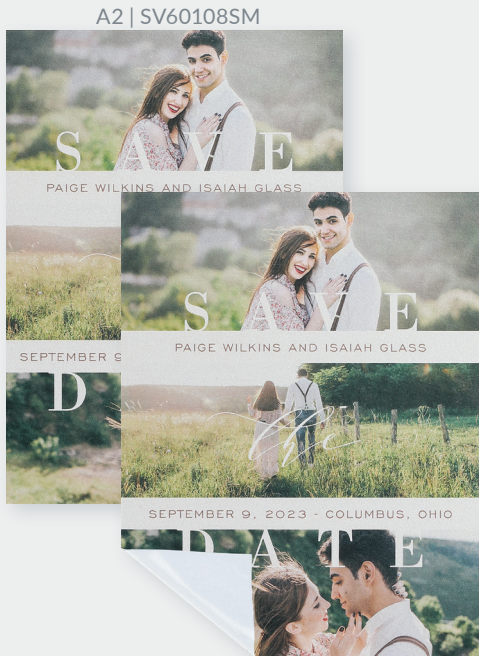 A2 | SV60108SM
SAVE
PAIGE WILKINS AND ISAIAH GLASS
SEPTEMBER 9
D
SAVE
PAIGE WILKINS AND ISAIAH GLASS
the
SEPTEMBER 9, 2023 - COLUMBUS, OHIO
DATE